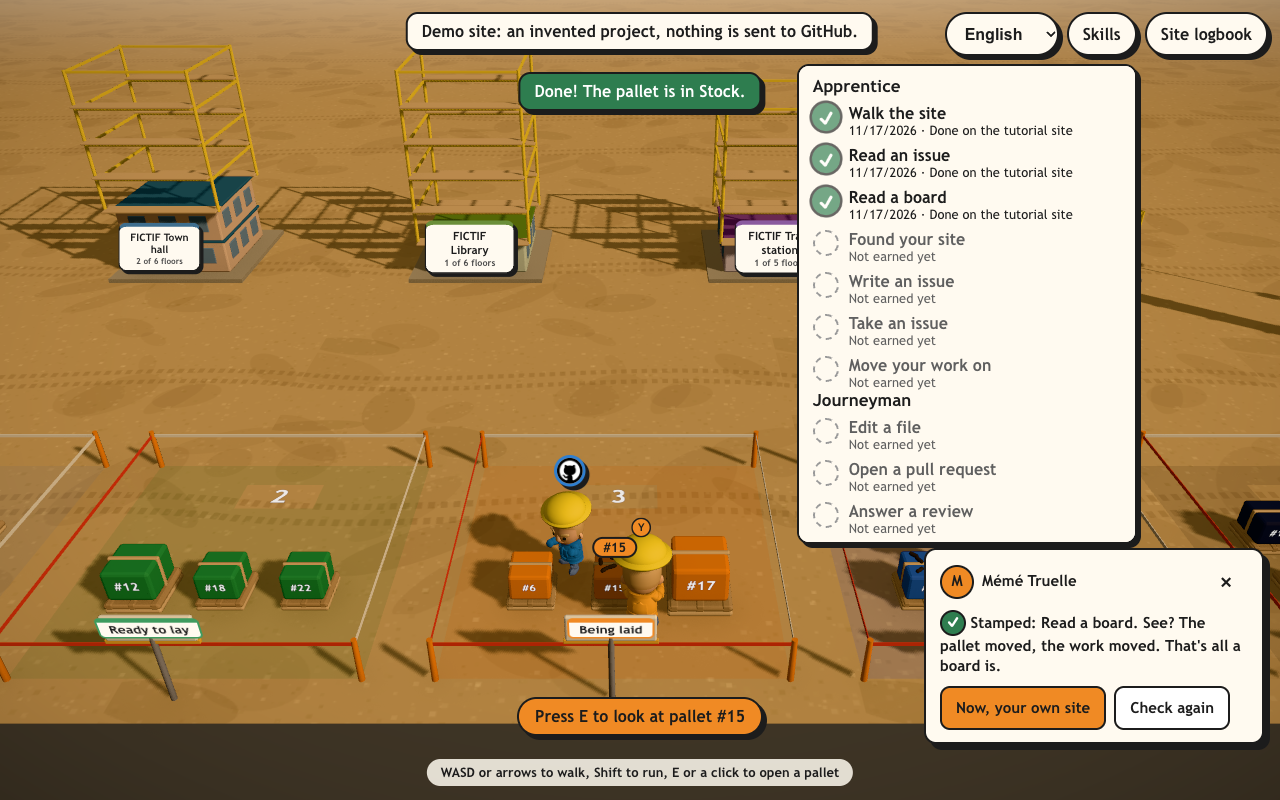 Demo site: an invented project, nothing is sent to GitHub.
English
Skills
Site logbook
Done! The pallet is in Stock.
Apprentice
Walk the site
11/17/2026 · Done on the tutorial site
Read an issue
11/17/2026 · Done on the tutorial site
Read a board
11/17/2026 · Done on the tutorial site
Found your site
Not earned yet
Write an issue
Not earned yet
Take an issue
Not earned yet
Move your work on
Not earned yet
Journeyman
Edit a file
Not earned yet
Open a pull request
Not earned yet
Answer a review
Not earned yet
FICTIF Town
hall
2 of 6 floors
FICTIF
Library
1 of 6 floors
FICTIF
station
1 of 5
2
3
Y
#15
#12
#18
#22
#6
#17
Ready to lay
Being laid
M Mémé Truelle
Stamped: Read a board. See? The
pallet moved, the work moved. That's all a
board is.
Now, your own site
Check again
Press E to look at pallet #15
WASD or arrows to walk, Shift to run, E or a click to open a pallet